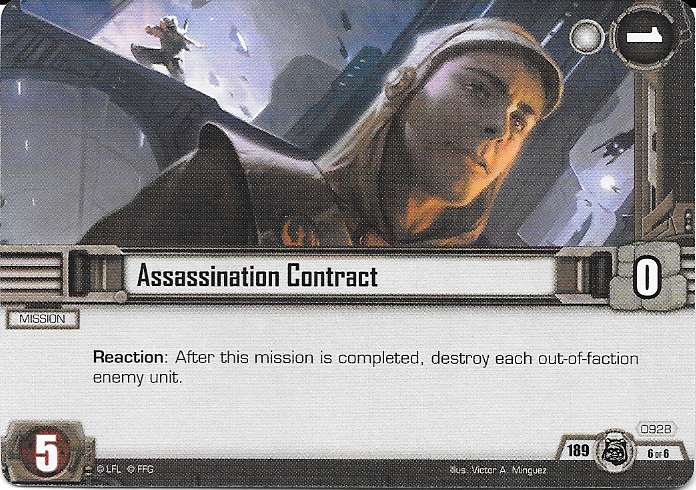 1
Assassination Contract
0
MISSION
Reaction: After this mission is completed, destroy each out-of-faction
enemy unit.
5
© LFL © FFG
Illus. Victor A. Minguez
189
0928
6 OF 6